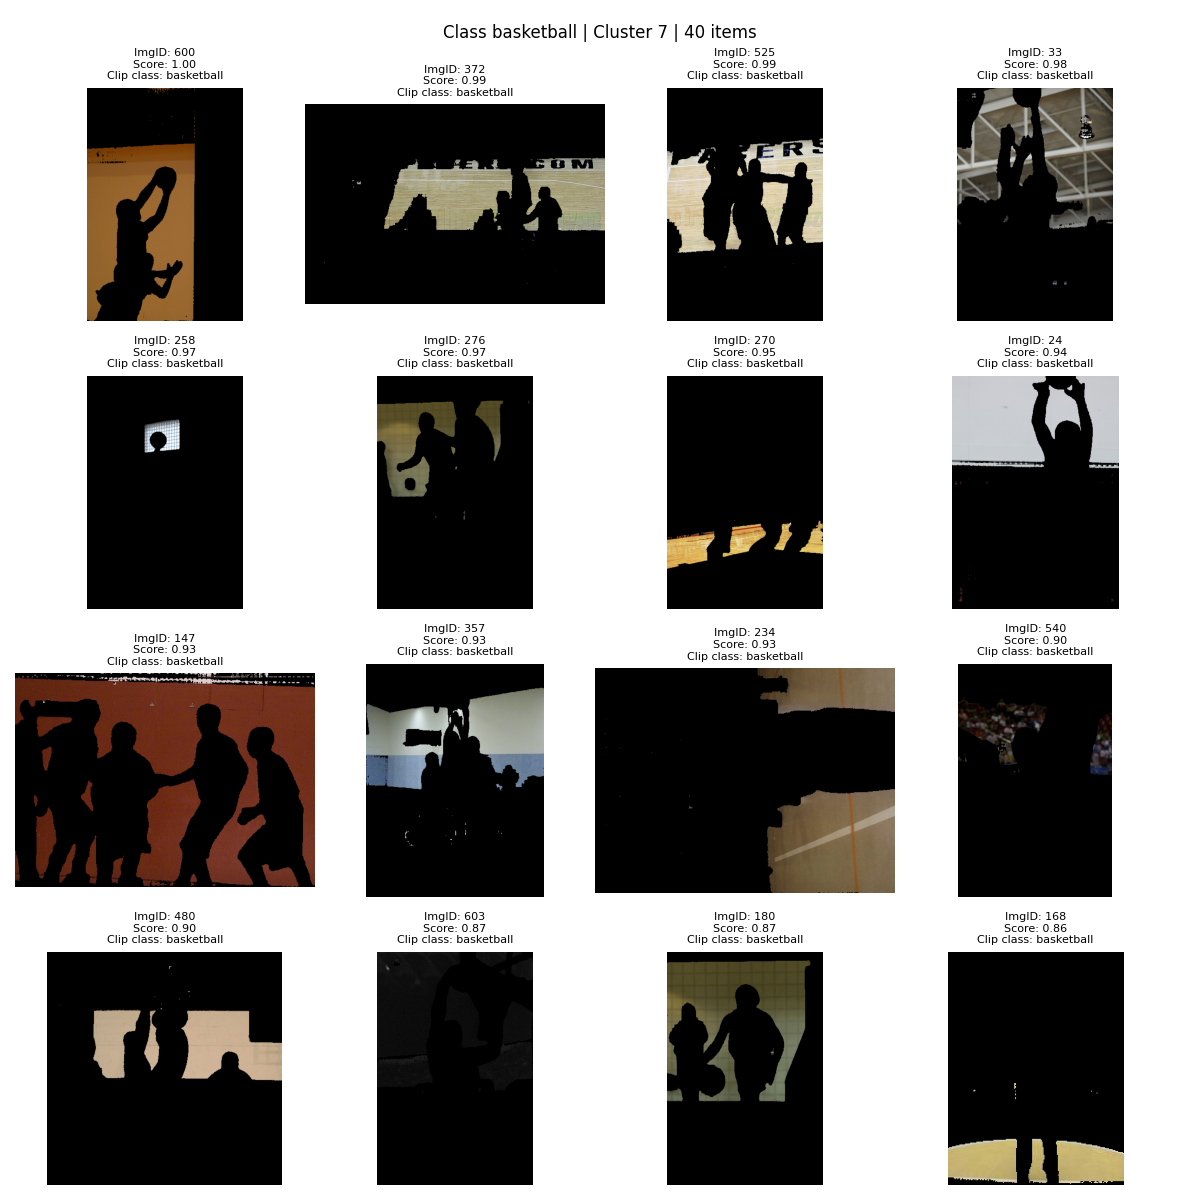 Class basketball | Cluster 7 | 40 items
ImgID: 600
Score: 1.00
Clip class: basketball
ImgID: 372
Score: 0.99
Clip class: basketball
ImgID: 525
Score: 0.99
Clip class: basketball
ImgID: 33
Score: 0.98
Clip class: basketball
COM
ERS
ImgID: 258
Score: 0.97
Clip class: basketball
ImgID: 276
Score: 0.97
Clip class: basketball
ImgID: 270
Score: 0.95
Clip class: basketball
ImgID: 24
Score: 0.94
Clip class: basketball
ImgID: 147
Score: 0.93
Clip class: basketball
ImgID: 357
Score: 0.93
Clip class: basketball
ImgID: 234
Score: 0.93
Clip class: basketball
ImgID: 540
Score: 0.90
Clip class: basketball
ImgID: 480
Score: 0.90
Clip class: basketball
ImgID: 603
Score: 0.87
Clip class: basketball
ImgID: 180
Score: 0.87
Clip class: basketball
ImgID: 168
Score: 0.86
Clip class: basketball